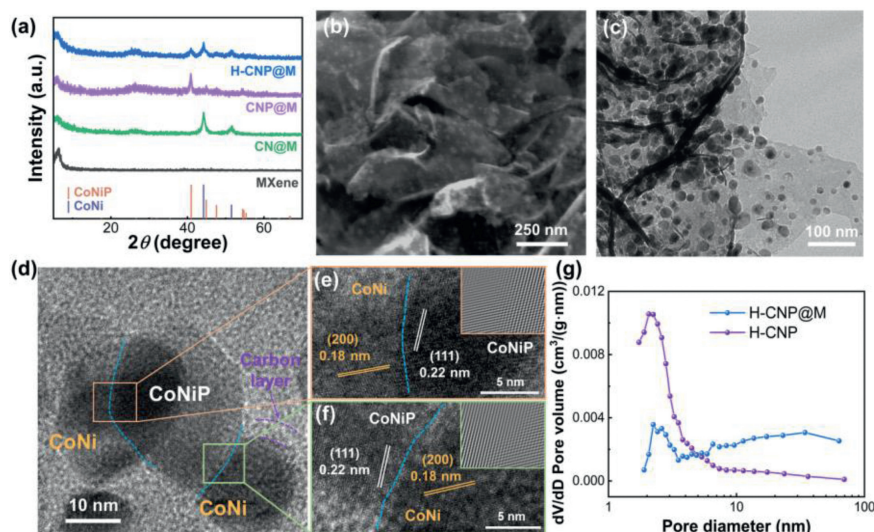 (a)
Intensity (a.u.)
H-CNP@M
CNP@M
CN@M
MXene
CoNiP
CoNi
20
40
60
2θ (degree)
(b)
250 nm
(c)
100 nm
(d)
CoNiP
Carbon
layer
CoNi
CoNi
10 nm
(e)
CoNi
(200)
0.18 nm
(111)
0.22 nm
CoNiP
5 nm
(f)
CoNiP
(111)
0.22 nm
(200)
0.18 nm
CoNi
5 nm
(g)
dV/dD Pore volume (cm³/(g·nm))
0.012
0.008
0.004
0.000
H-CNP@M
H-CNP
1
10
100
Pore diameter (nm)